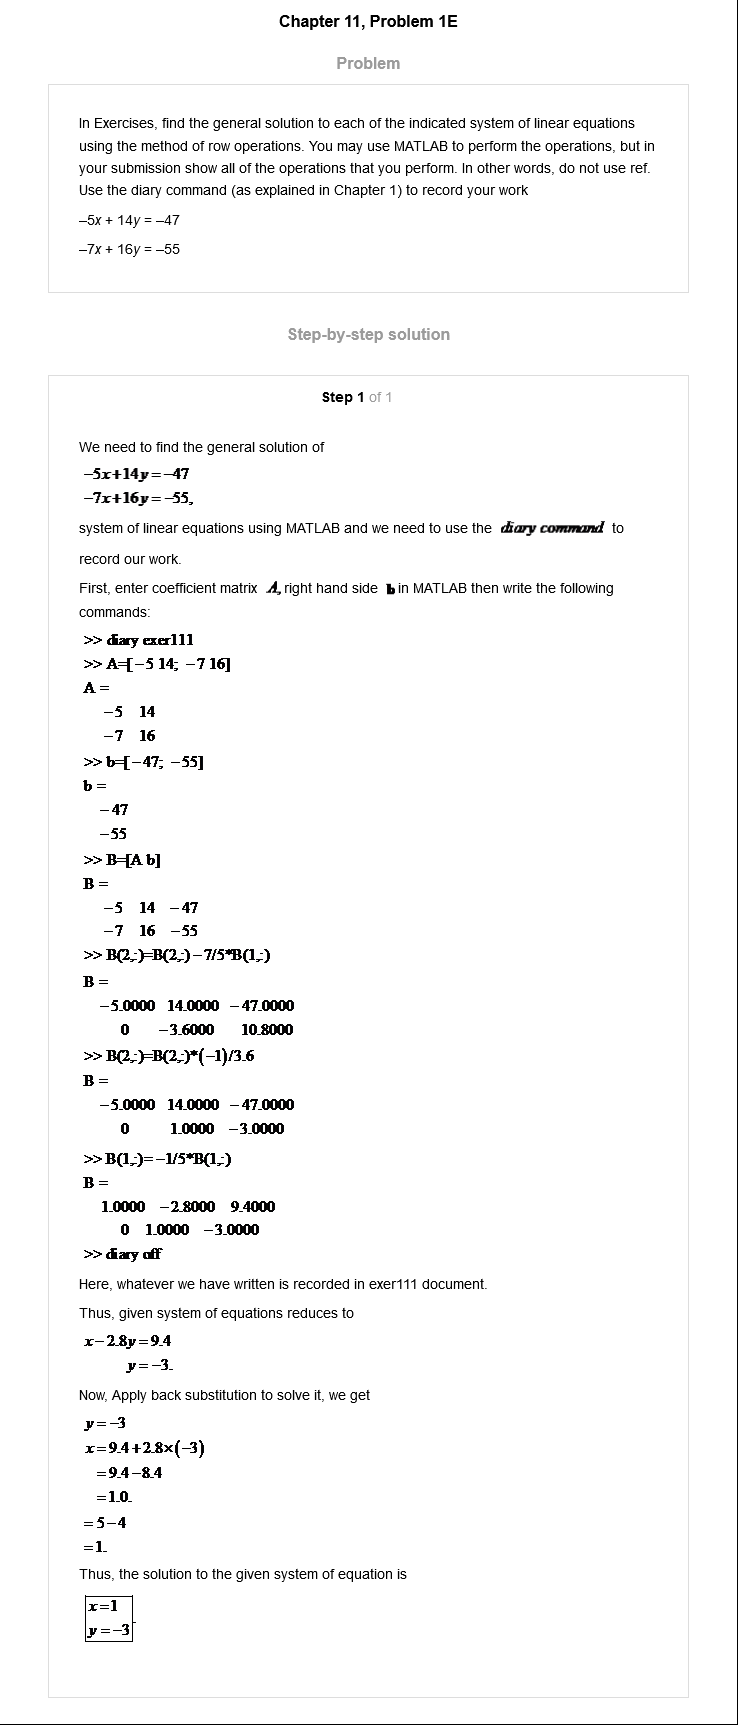 Chapter 11, Problem 1E
Problem
In Exercises, find the general solution to each of the indicated system of linear equations
using the method of row operations. You may use MATLAB to perform the operations, but in
your submission show all of the operations that you perform. In other words, do not use ref.
Use the diary command (as explained in Chapter 1) to record your work
–5x + 14y = –47
–7x + 16y = –55
Step-by-step solution
Step 1 of 1
We need to find the general solution of
−5x+14y=−47
−7x+16y=−55,
system of linear equations using MATLAB and we need to use the diary command to
record our work.
First, enter coefficient matrix A, right hand side b in MATLAB then write the following
commands:
>> diary exer111
>> A=[−5 14; −7 16]
A =
−5 14
−7 16
>> b=[−47; −55]
b =
−47
−55
>> B=[A b]
B =
−5 14 −47
−7 16 −55
>> B(2,:)=B(2,:)−7/5*B(1,:)
B =
−5.0000 14.0000 −47.0000
0 −3.6000 10.8000
>> B(2,:)=B(2,:)*(−1)/3.6
B =
−5.0000 14.0000 −47.0000
0 1.0000 −3.0000
>> B(1,:)=−1/5*B(1,:)
B =
1.0000 −2.8000 9.4000
0 1.0000 −3.0000
>> diary off
Here, whatever we have written is recorded in exer111 document.
Thus, given system of equations reduces to
x−2.8y=9.4
y=−3.
Now, Apply back substitution to solve it, we get
y=−3
x=9.4+2.8×(−3)
=9.4−8.4
=1.0.
=5−4
=1.
Thus, the solution to the given system of equation is
x=1
y=−3.